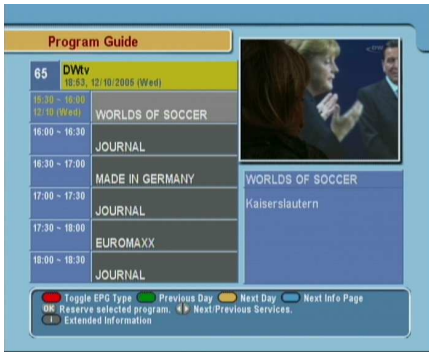 Program Guide
65 DWtv
18:53, 12/10/2005 (Wed)
15:30 ~ 16:00
12/10 (Wed) WORLDS OF SOCCER
16:00 ~ 16:30
JOURNAL
16:30 ~ 17:00
MADE IN GERMANY
17:00 ~ 17:30
JOURNAL
17:30 ~ 18:00
EUROMAXX
18:00 ~ 18:30
JOURNAL
WORLDS OF SOCCER
Kaiserslautern
Toggle EPG Type Previous Day Next Day Next Info Page
OK Reserve selected program. Next/Previous Services.
i Extended Information